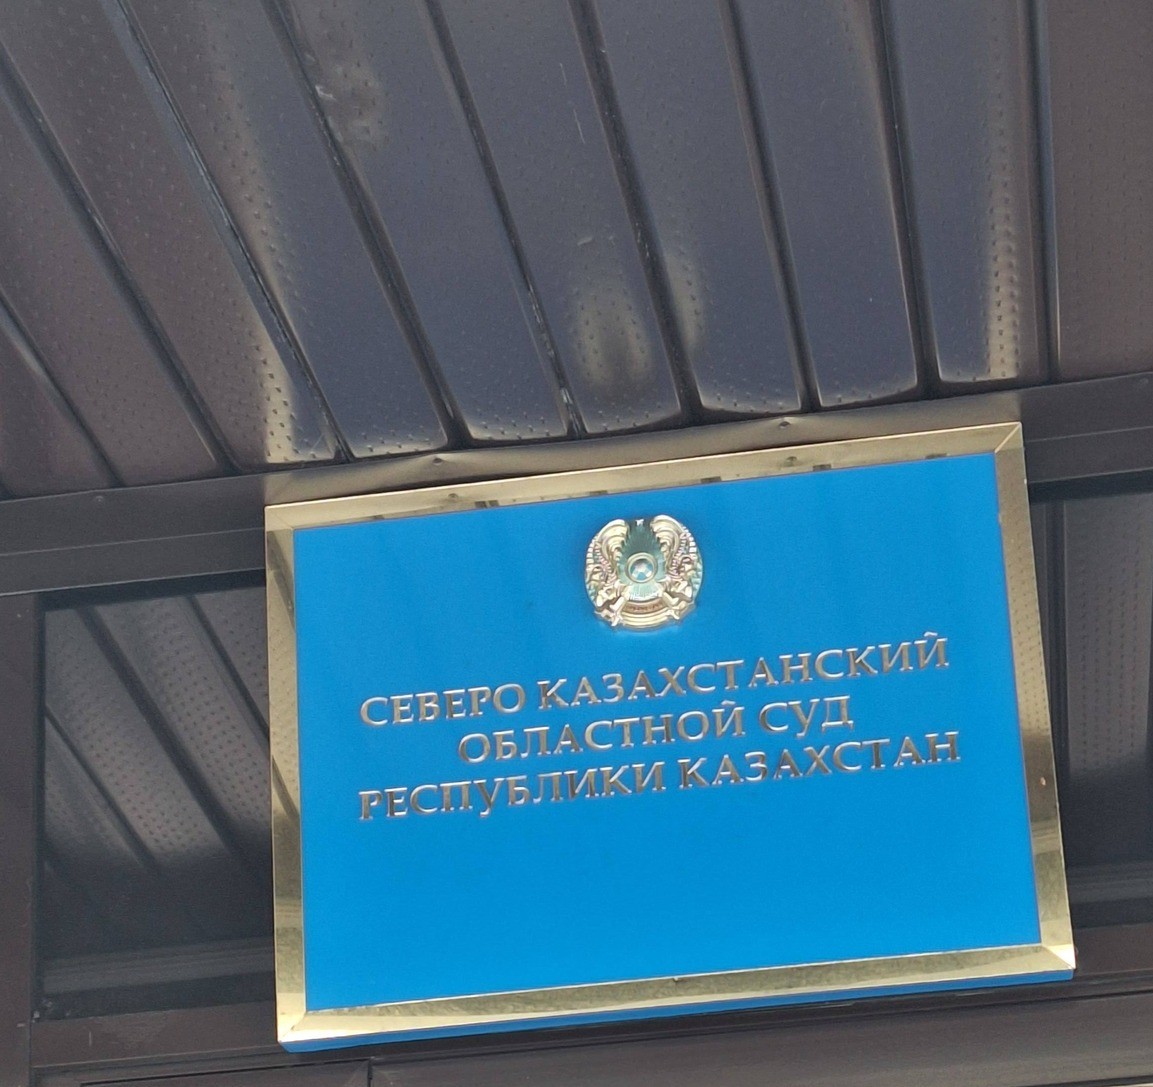 СЕВЕРО КАЗАХСТАНСКИЙ
ОБЛАСТНОЙ СУД
РЕСПУБЛИКИ КАЗАХСТАН